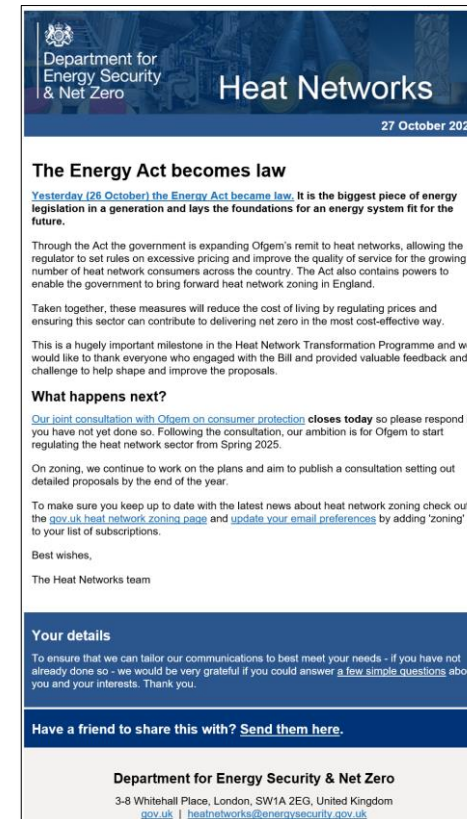 Department for
Energy Security
& Net Zero
Heat Networks
27 October 202
The Energy Act becomes law
Yesterday (26 October) the Energy Act became law. It is the biggest piece of energy
legislation in a generation and lays the foundations for an energy system fit for the
future.
Through the Act the government is expanding Ofgem's remit to heat networks, allowing the
regulator to set rules on excessive pricing and improve the quality of service for the growing
number of heat network consumers across the country. The Act also contains powers to
enable the government to bring forward heat network zoning in England.
Taken together, these measures will reduce the cost of living by regulating prices and
ensuring this sector can contribute to delivering net zero in the most cost-effective way.
This is a hugely important milestone in the Heat Network Transformation Programme and we
would like to thank everyone who engaged with the Bill and provided valuable feedback and
challenge to help shape and improve the proposals.
What happens next?
Our joint consultation with Ofgem on consumer protection closes today so please respond
you have not yet done so. Following the consultation, our ambition is for Ofgem to start
regulating the heat network sector from Spring 2025.
On zoning, we continue to work on the plans and aim to publish a consultation setting out
detailed proposals by the end of the year.
To make sure you keep up to date with the latest news about heat network zoning check out
the gov.uk heat network zoning page and update your email preferences by adding 'zoning'
to your list of subscriptions.
Best wishes,
The Heat Networks team
Your details
To ensure that we can tailor our communications to best meet your needs - if you have not
already done so - we would be very grateful if you could answer a few simple questions abo
you and your interests. Thank you.
Have a friend to share this with? Send them here.
Department for Energy Security & Net Zero
3-8 Whitehall Place, London, SW1A 2EG, United Kingdom
gov.uk | heatnetworks@energysecurity.gov.uk